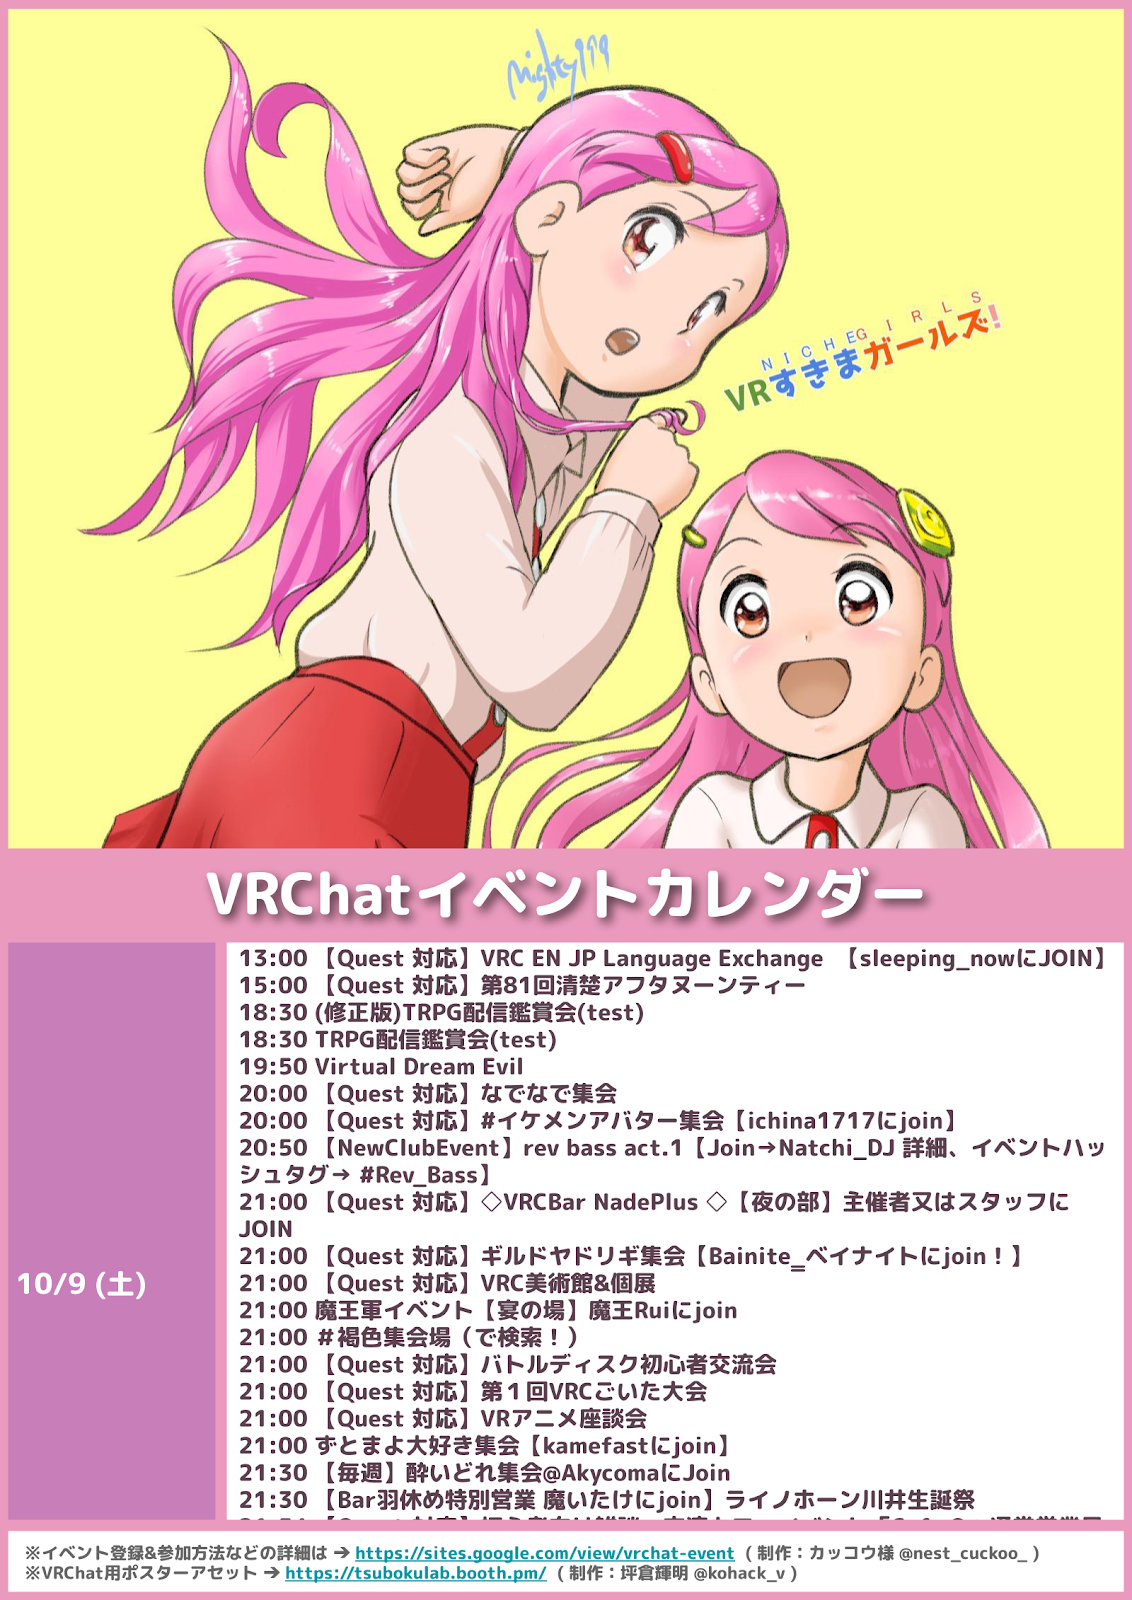 mighty199
NICHE GIRLS
VRすきまガールズ!
VRChatイベントカレンダー
10/9 (土)
13:00 【Quest 対応】VRC EN JP Language Exchange 【sleeping_nowにJOIN】
15:00 【Quest 対応】第81回清楚アフタヌーンティー
18:30 (修正版)TRPG配信鑑賞会(test)
18:30 TRPG配信鑑賞会(test)
19:50 Virtual Dream Evil
20:00 【Quest 対応】なでなで集会
20:00 【Quest 対応】#イケメンアバター集会【ichina1717にjoin】
20:50 【NewClubEvent】rev bass act.1【Join→Natchi_DJ 詳細、イベントハッ
シュタグ→ #Rev_Bass】
21:00 【Quest 対応】◇VRCBar NadePlus ◇【夜の部】主催者又はスタッフに
JOIN
21:00 【Quest 対応】ギルドヤドリギ集会【Bainite‗ベイナイトにjoin！】
21:00 【Quest 対応】VRC美術館&個展
21:00 魔王軍イベント【宴の場】魔王Ruiにjoin
21:00 ＃褐色集会場（で検索！）
21:00 【Quest 対応】バトルディスク初心者交流会
21:00 【Quest 対応】第１回VRCごいた大会
21:00 【Quest 対応】VRアニメ座談会
21:00 ずとまよ大好き集会【kamefastにjoin】
21:30 【毎週】酔いどれ集会@AkycomaにJoin
21:30 【Bar羽休め特別営業 魔いたけにjoin】ライノホーン川井生誕祭
※イベント登録&参加方法などの詳細は → https://sites.google.com/view/vrchat-event ( 制作：カッコウ様 @nest_cuckoo_ )
※VRChat用ポスターアセット → https://tsubokulab.booth.pm/ ( 制作：坪倉輝明 @kohack_v )